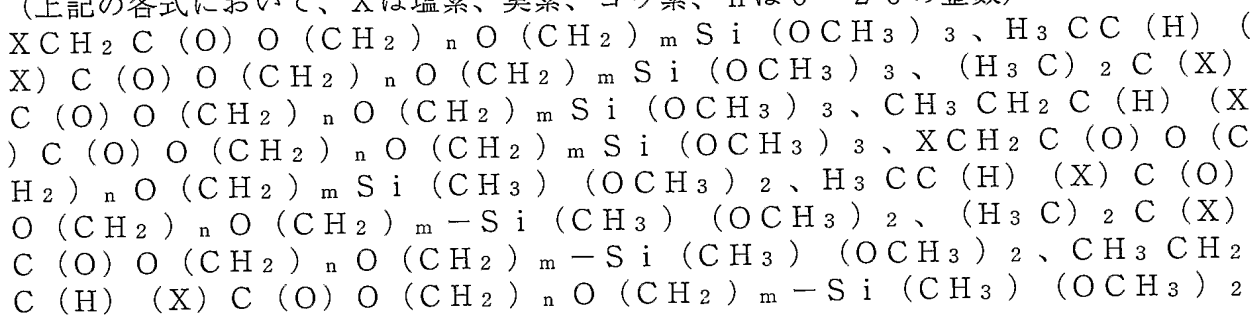 （上記の各式において、Xは塩素、臭素、ヨウ素、nは0～20の整数）
XCH2C（O）O（CH2）nO（CH2）mSi（OCH3）3、H3CC（H）（
X）C（O）O（CH2）nO（CH2）mSi（OCH3）3、（H3C）2C（X）
C（O）O（CH2）nO（CH2）mSi（OCH3）3、CH3CH2C（H）（X
）C（O）O（CH2）nO（CH2）mSi（OCH3）3、XCH2C（O）O（C
H2）nO（CH2）mSi（CH3）（OCH3）2、H3CC（H）（X）C（O）
O（CH2）nO（CH2）m－Si（CH3）（OCH3）2、（H3C）2C（X）
C（O）O（CH2）nO（CH2）m－Si（CH3）（OCH3）2、CH3CH2
C（H）（X）C（O）O（CH2）nO（CH2）m－Si（CH3）（OCH3）2